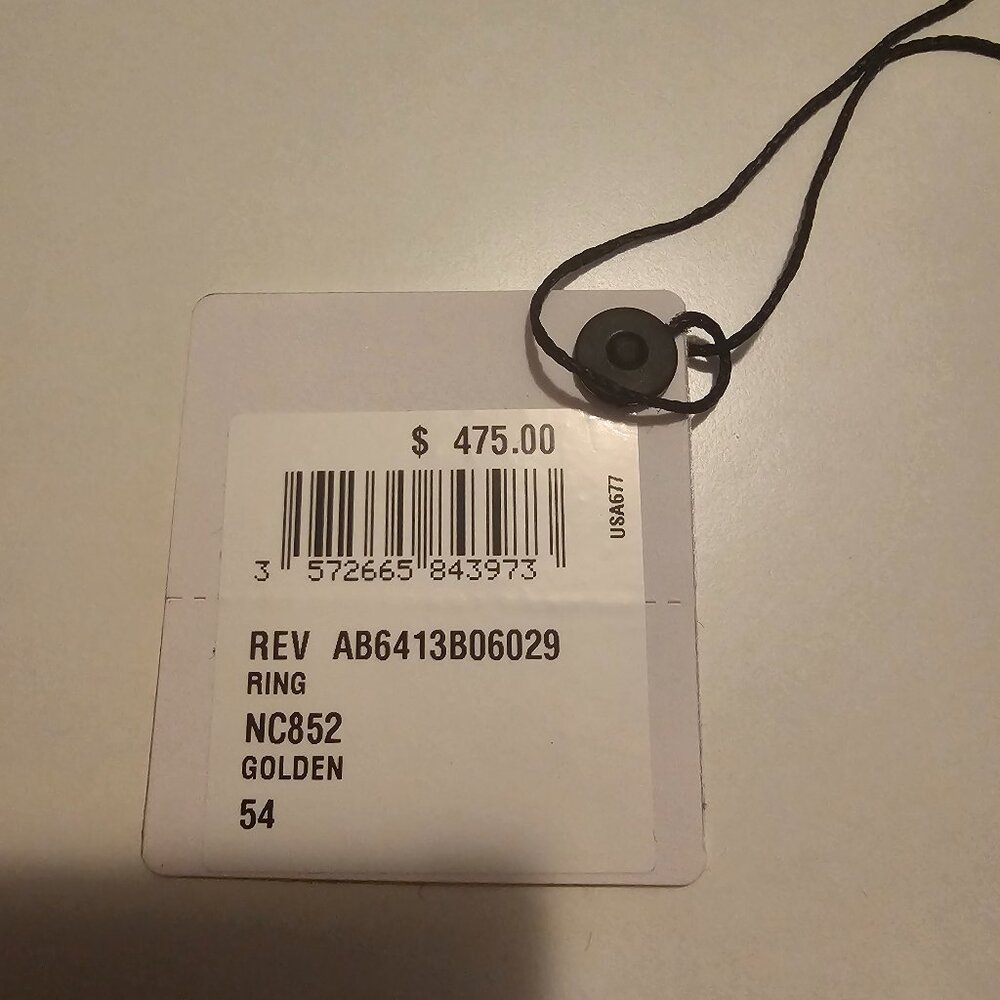 $ 475.00
USA677
3 572665 843973
REV AB6413B06029
RING
NC852
GOLDEN
54